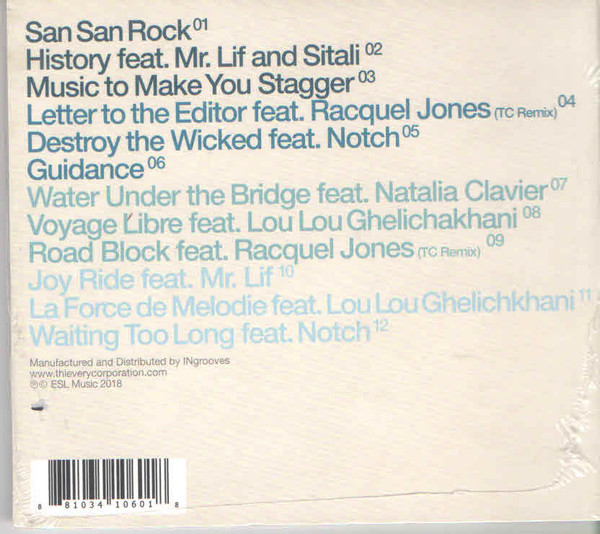 San San Rock 01
History feat. Mr. Lif and Sitali 02
Music to Make You Stagger 03
Letter to the Editor feat. Racquel Jones (TC Remix) 04
Destroy the Wicked feat. Notch 05
Guidance 06
Water Under the Bridge feat. Natalia Clavier 07
Voyage Libre feat. Lou Lou Ghelichakhani 08
Road Block feat. Racquel Jones (TC Remix) 09
Joy Ride feat. Mr. Lif 10
La Force de Melodie feat. Lou Lou Ghelichkhani 11
Waiting Too Long feat. Notch 12
Manufactured and Distributed by INgrooves
www.thieverycorporation.com
℗© ESL Music 2018
8 81034 10601 8